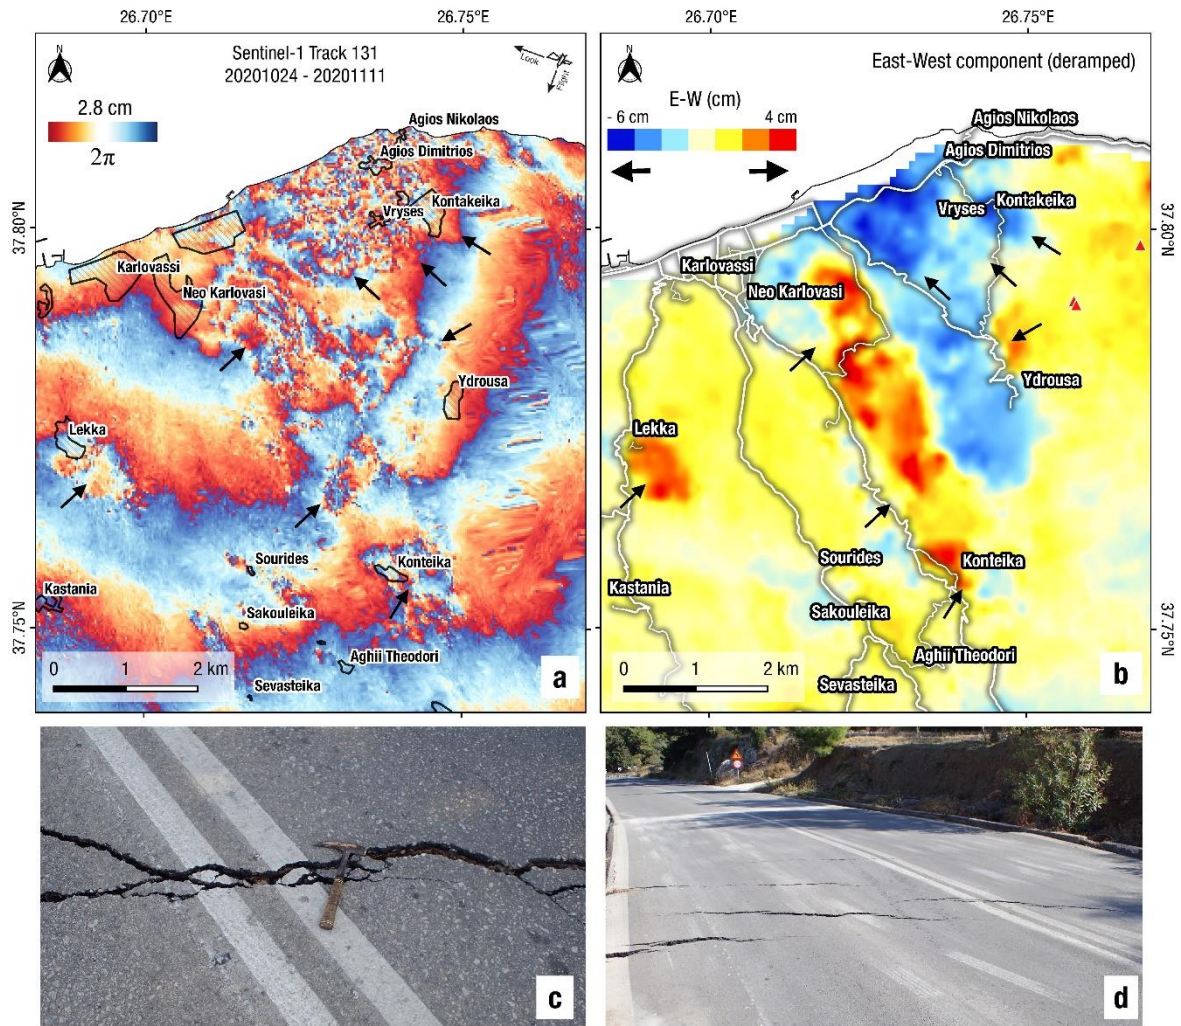 26.70°E
26.75°E
26.70°E
26.75°E
N
Sentinel-1 Track 131
20201024 - 20201111
Look
Flight
2.8 cm
2π
Agios Nikolaos
Agios Dimitrios
Vryses
Kontakeika
Karlovassi
Neo Karlovasi
Ydrousa
Lekka
Sourides
Konteika
Kastania
Sakouleika
Aghii Theodori
Sevasteika
0 1 2 km
a
37.80°N
37.75°N
N
East-West component (deramped)
E-W (cm)
- 6 cm
4 cm
Agios Nikolaos
Agios Dimitrios
Vryses
Kontakeika
Karlovassi
Neo Karlovasi
Ydrousa
Lekka
Sourides
Konteika
Kastania
Sakouleika
Aghii Theodori
Sevasteika
0 1 2 km
b
37.80°N
37.75°N
c
d